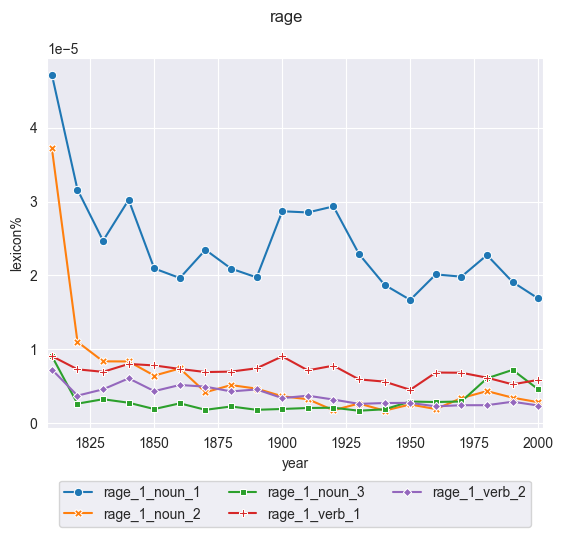 rage
1e−5
4
3
2
1
0
lexicon%
1825 1850 1875 1900 1925 1950 1975 2000
year
rage_1_noun_1 rage_1_noun_3 rage_1_verb_2
rage_1_noun_2 rage_1_verb_1